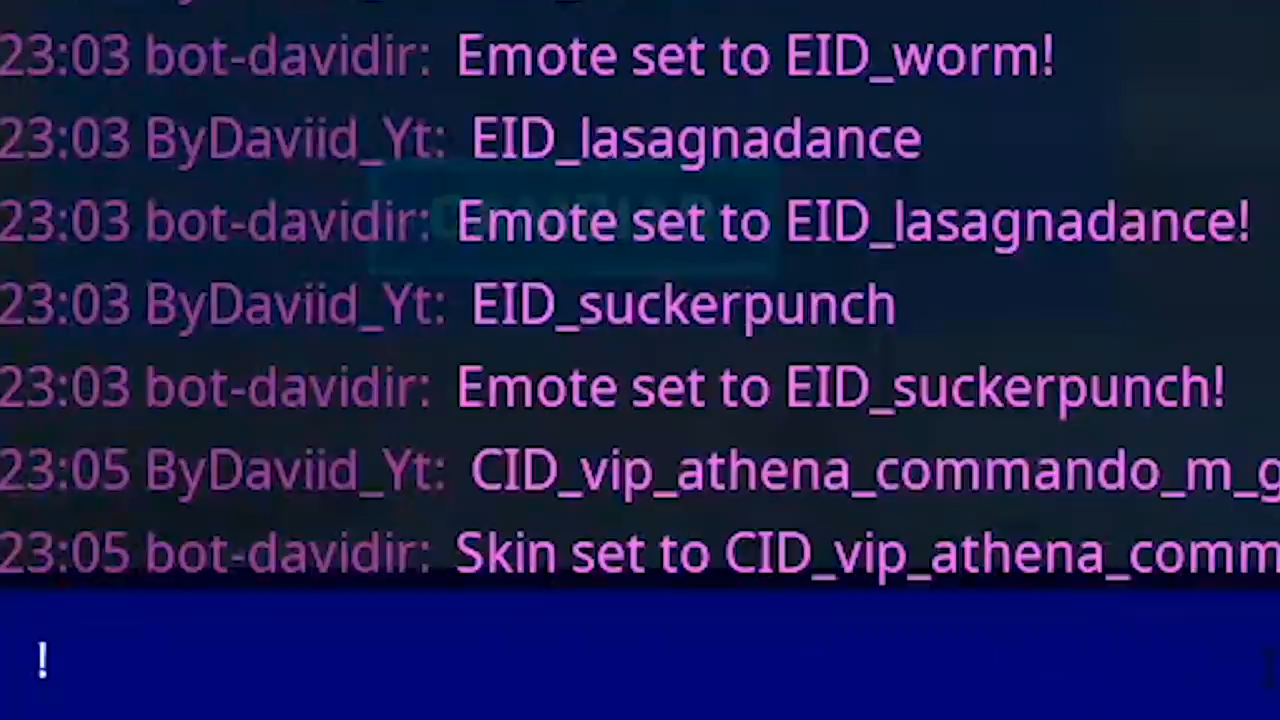 23:03 bot-davidir: Emote set to EID_worm!
23:03 ByDaviid_Yt: EID_lasagnadance
23:03 bot-davidir: Emote set to EID_lasagnadance!
23:03 ByDaviid_Yt: EID_suckerpunch
23:03 bot-davidir: Emote set to EID_suckerpunch!
23:05 ByDaviid_Yt: CID_vip_athena_commando_m_g
23:05 bot-davidir: Skin set to CID_vip_athena_comm
!